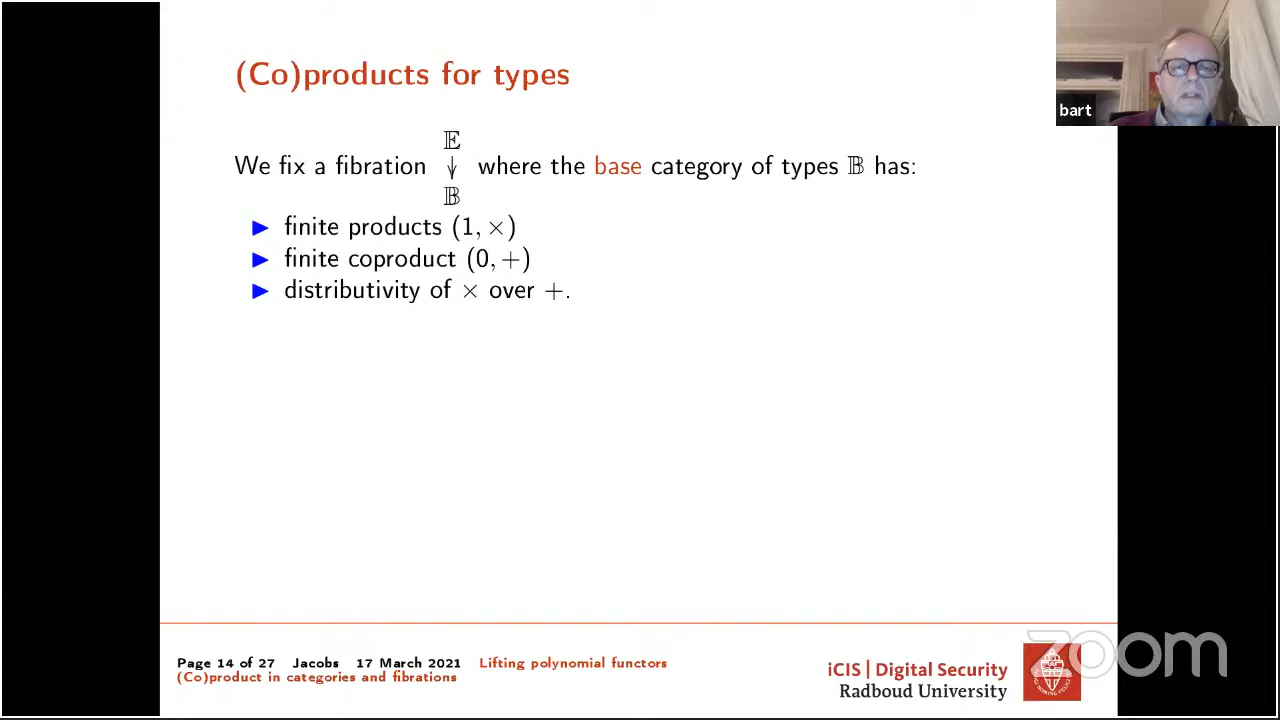 (Co)products for types
bart
𝔼
We fix a fibration ↓ where the base category of types 𝔹 has:
𝔹
▶ finite products (1, ×)
▶ finite coproduct (0, +)
▶ distributivity of × over +.
Page 14 of 27 Jacobs 17 March 2021 Lifting polynomial functors
(Co)product in categories and fibrations
iCIS | Digital Security
Radboud University
zoom